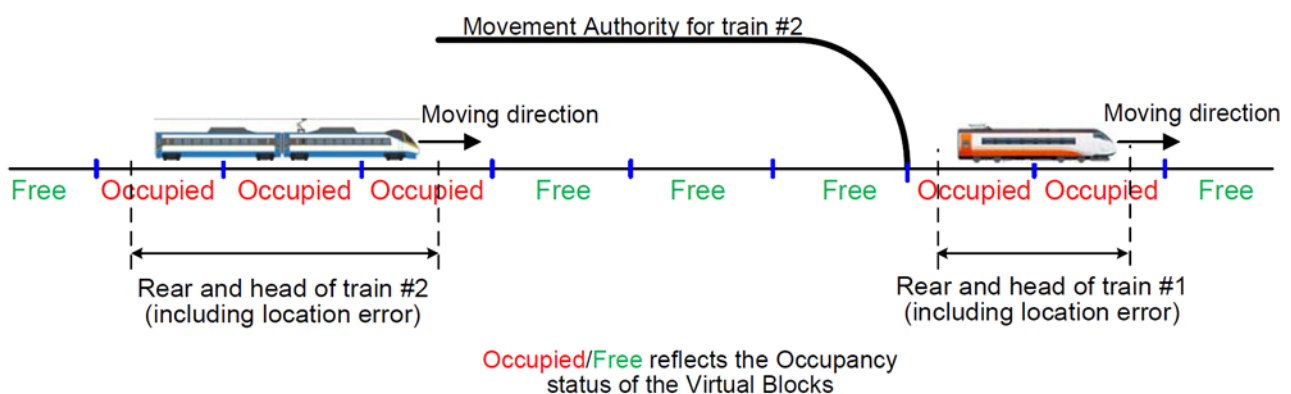 Movement Authority for train #2
Moving direction
Moving direction
Free Occupied Occupied Occupied Free Free Free Occupied Occupied Free
Rear and head of train #2
(including location error)
Rear and head of train #1
(including location error)
Occupied/Free reflects the Occupancy
status of the Virtual Blocks